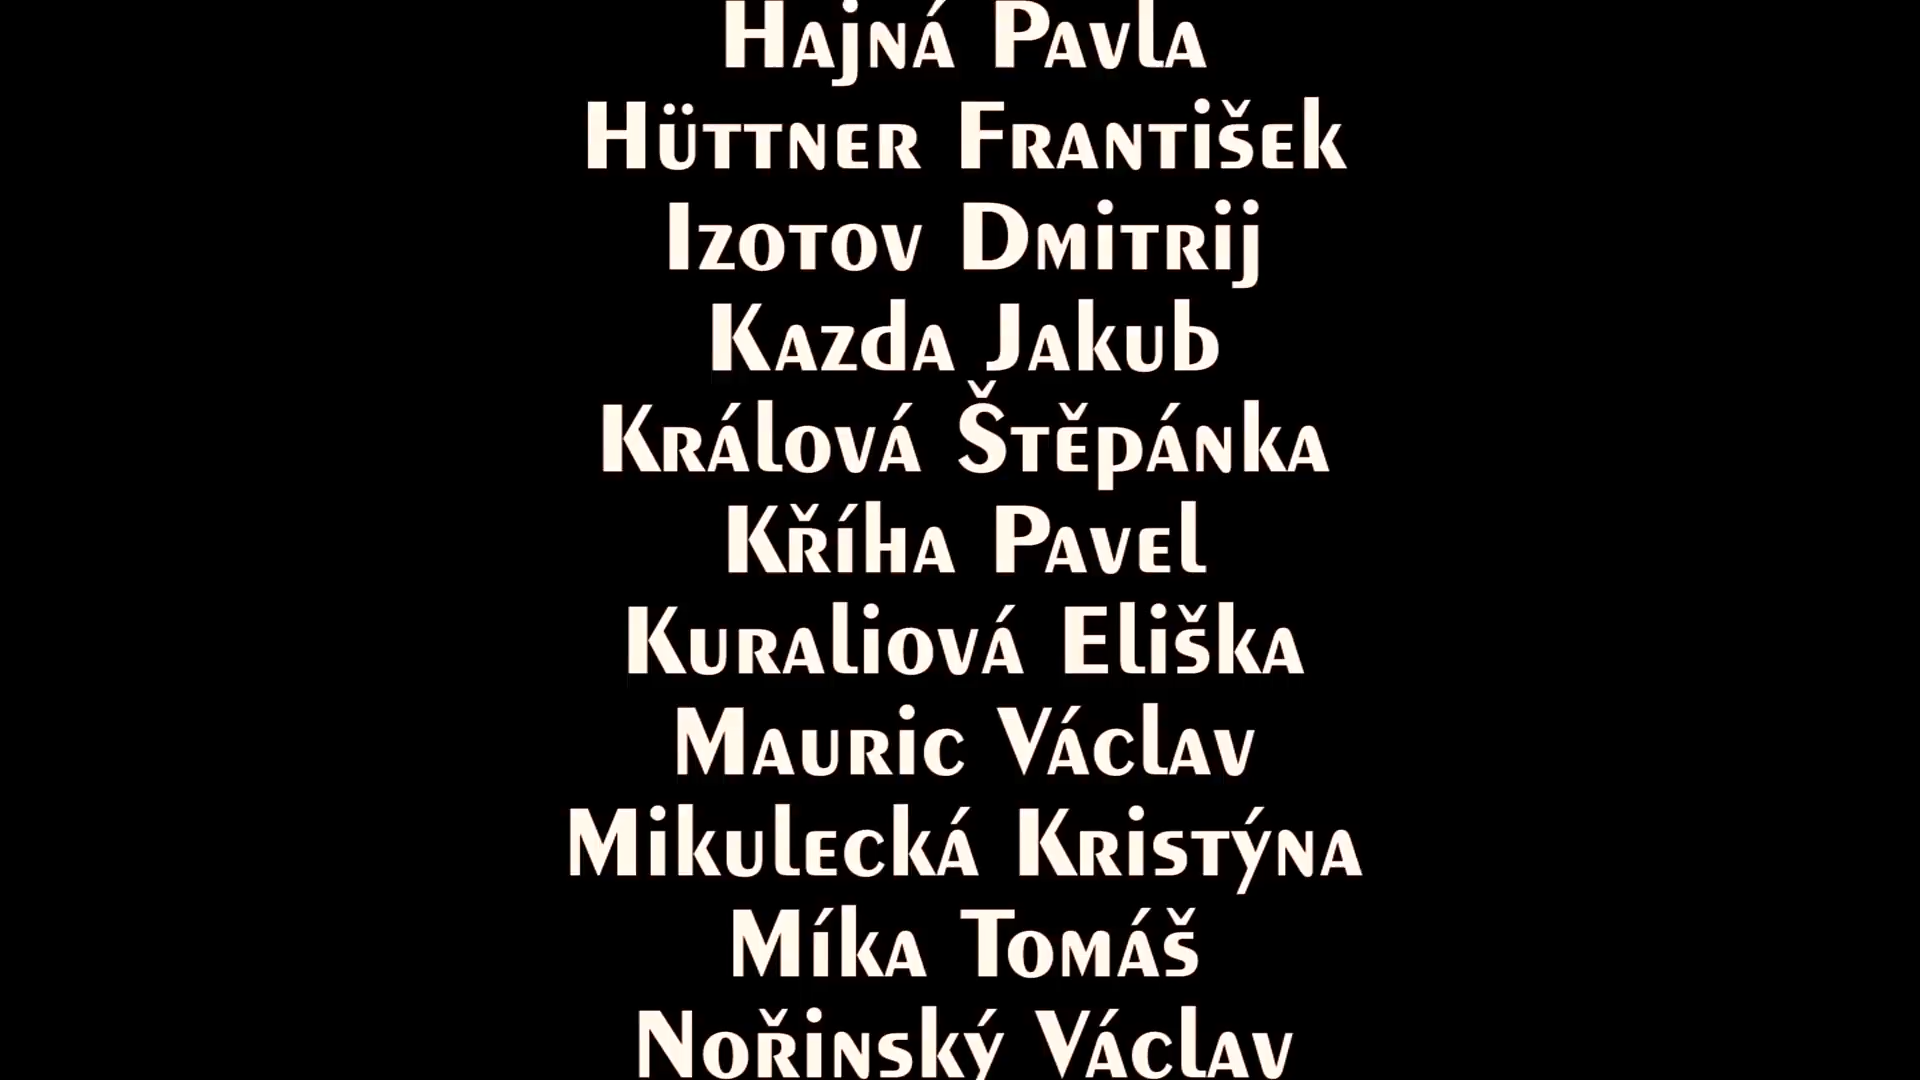 Hajná Pavla
Hüttner František
Izotov Dmitrij
Kazda Jakub
Králová Štěpánka
Kříha Pavel
Kuraliová Eliška
Mauric Václav
Mikulecká Kristýna
Míka Tomáš
Nořinský Václav